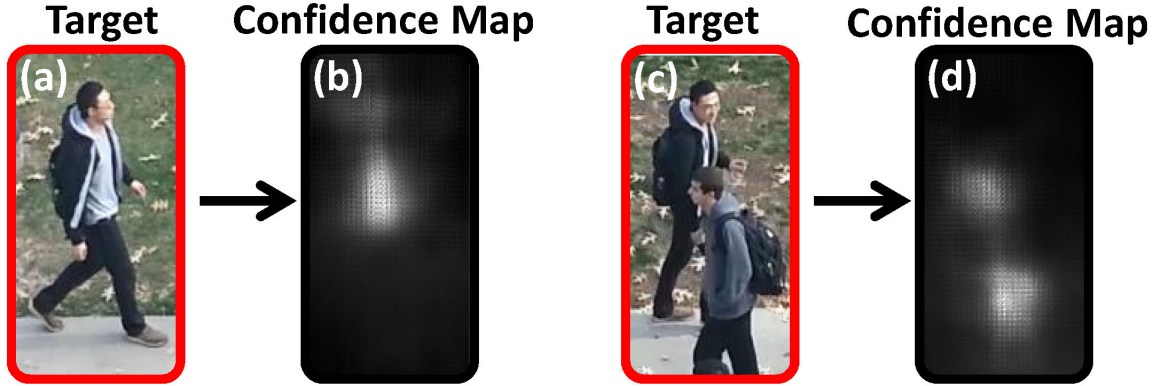 Target
Confidence Map
Target
Confidence Map
(a)
(b)
(c)
(d)